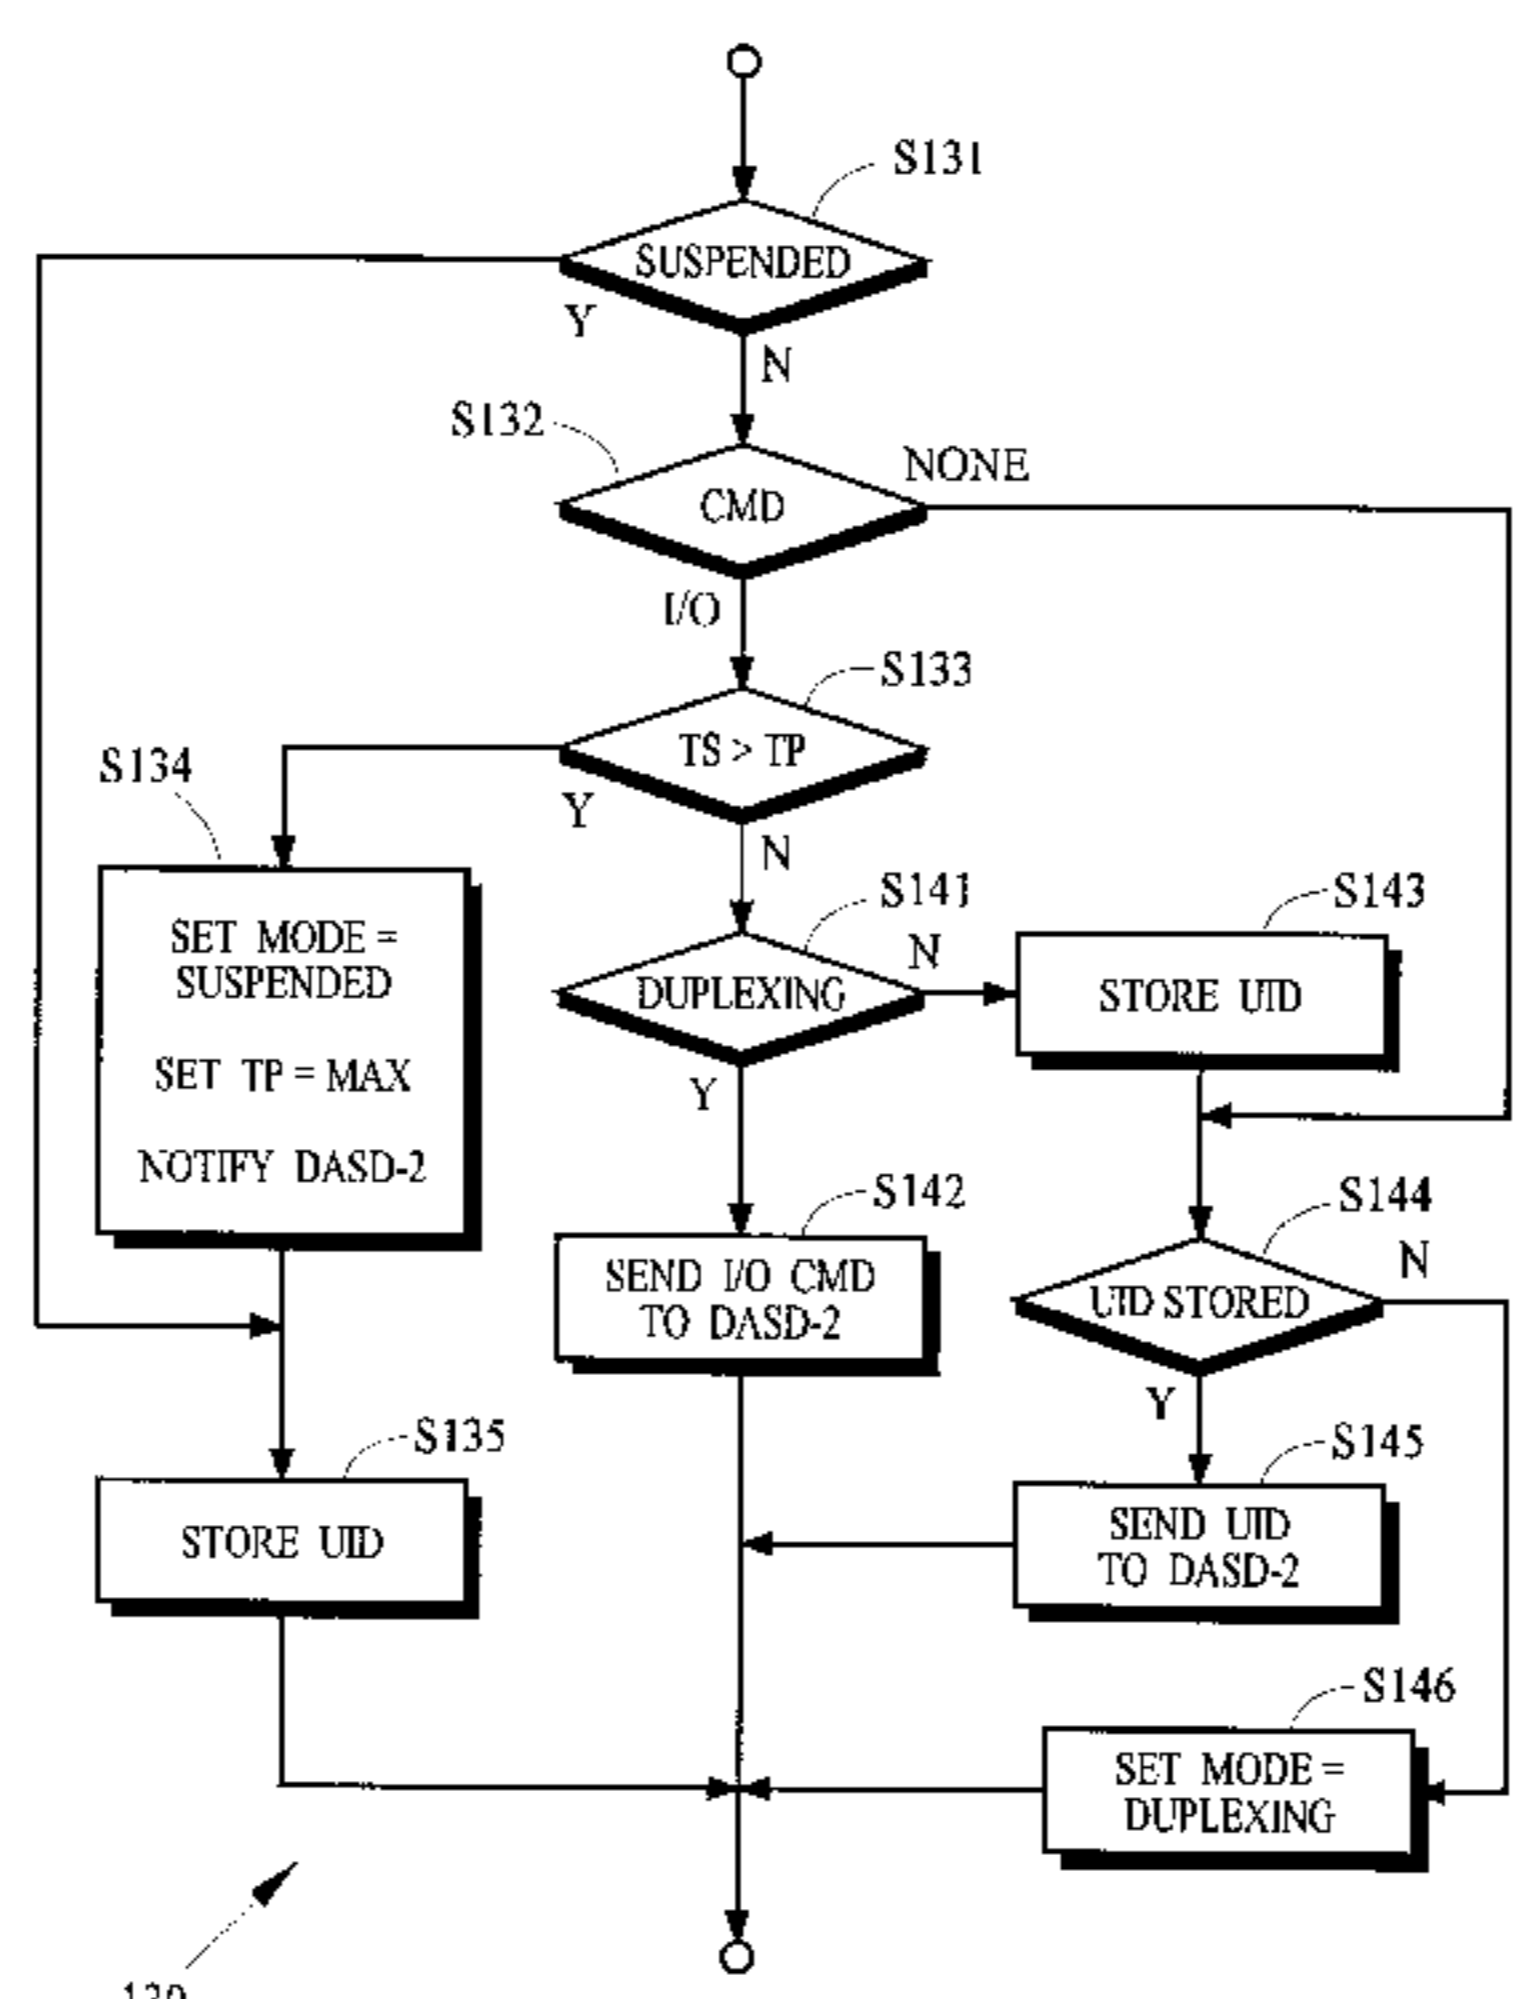 S131
SUSPENDED
Y
N
S132
NONE
CMD
I/O
S133
TS > TP
Y
N
S134
SET MODE =
SUSPENDED
SET TP = MAX
NOTIFY DASD-2
S141
DUPLEXING
N
Y
S143
STORE UID
S142
SEND I/O CMD
TO DASD-2
S144
UID STORED
N
Y
S135
STORE UID
S145
SEND UID
TO DASD-2
S146
SET MODE =
DUPLEXING